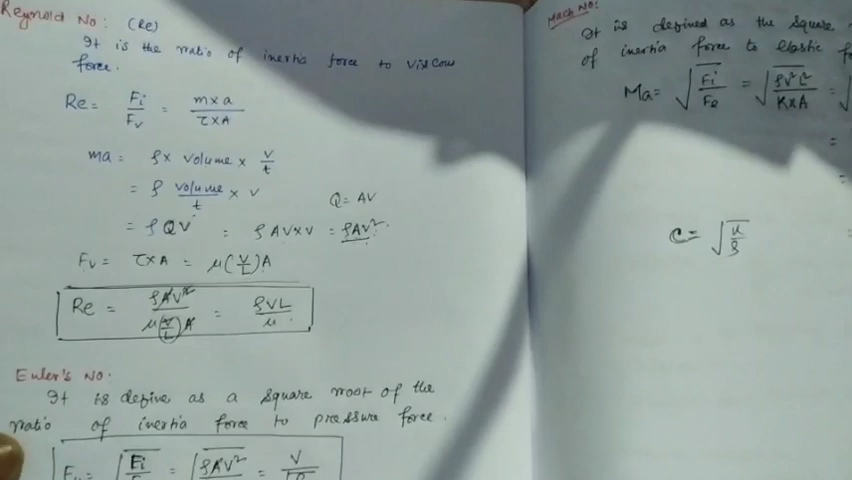 Reynold No: (Re)
It is the ratio of inertia force to viscous
force.
Re = Fi/Fv = m×a/τ×A
ma = ρ× volume × v/t
= ρ volume/t × v
Q = AV
= ρQV = ρAV×V = ρAV²
Fv = τ×A = μ(V/L)A
Re = ρAV²/μ(V/L)A = ρVL/μ
Euler's No:
It is define as a square root of the
ratio of inertia force to pressure force.
= √ρAV² = V
Mach No:
It is defined as the square
of inertia force to elastic
Ma = √Fi/Fe = √ρV²L²/K×A =
=
C = √K/ρ